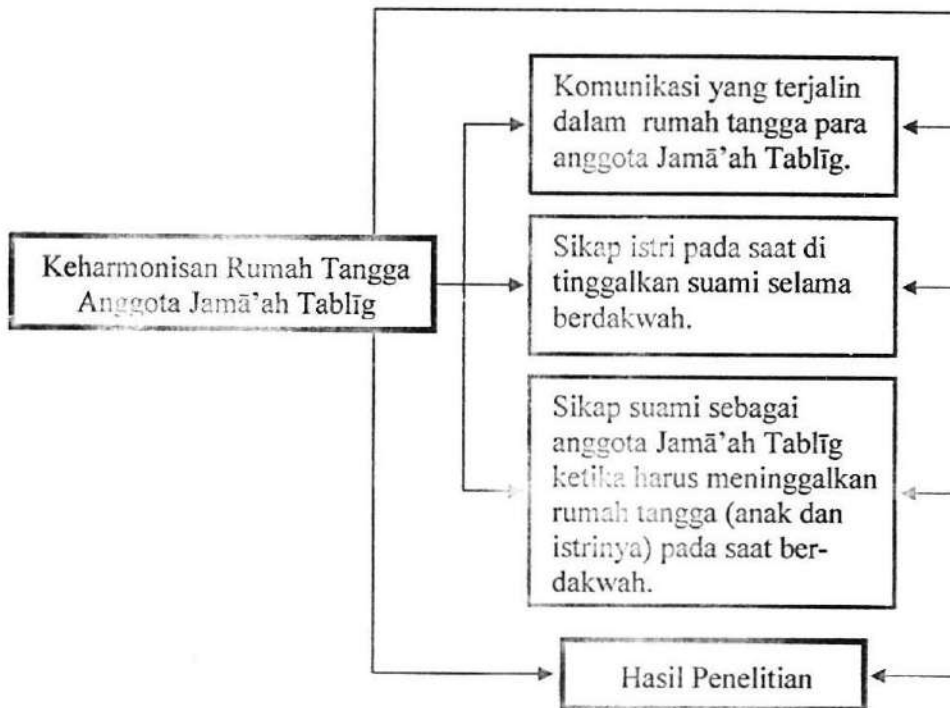 Komunikasi yang terjalin
dalam rumah tangga para
anggota Jamā'ah Tablīg.
Keharmonisan Rumah Tangga
Anggota Jamā'ah Tablīg
Sikap istri pada saat di
tinggalkan suami selama
berdakwah.
Sikap suami sebagai
anggota Jamā'ah Tablīg
ketika harus meninggalkan
rumah tangga (anak dan
istrinya) pada saat ber-
dakwah.
Hasil Penelitian